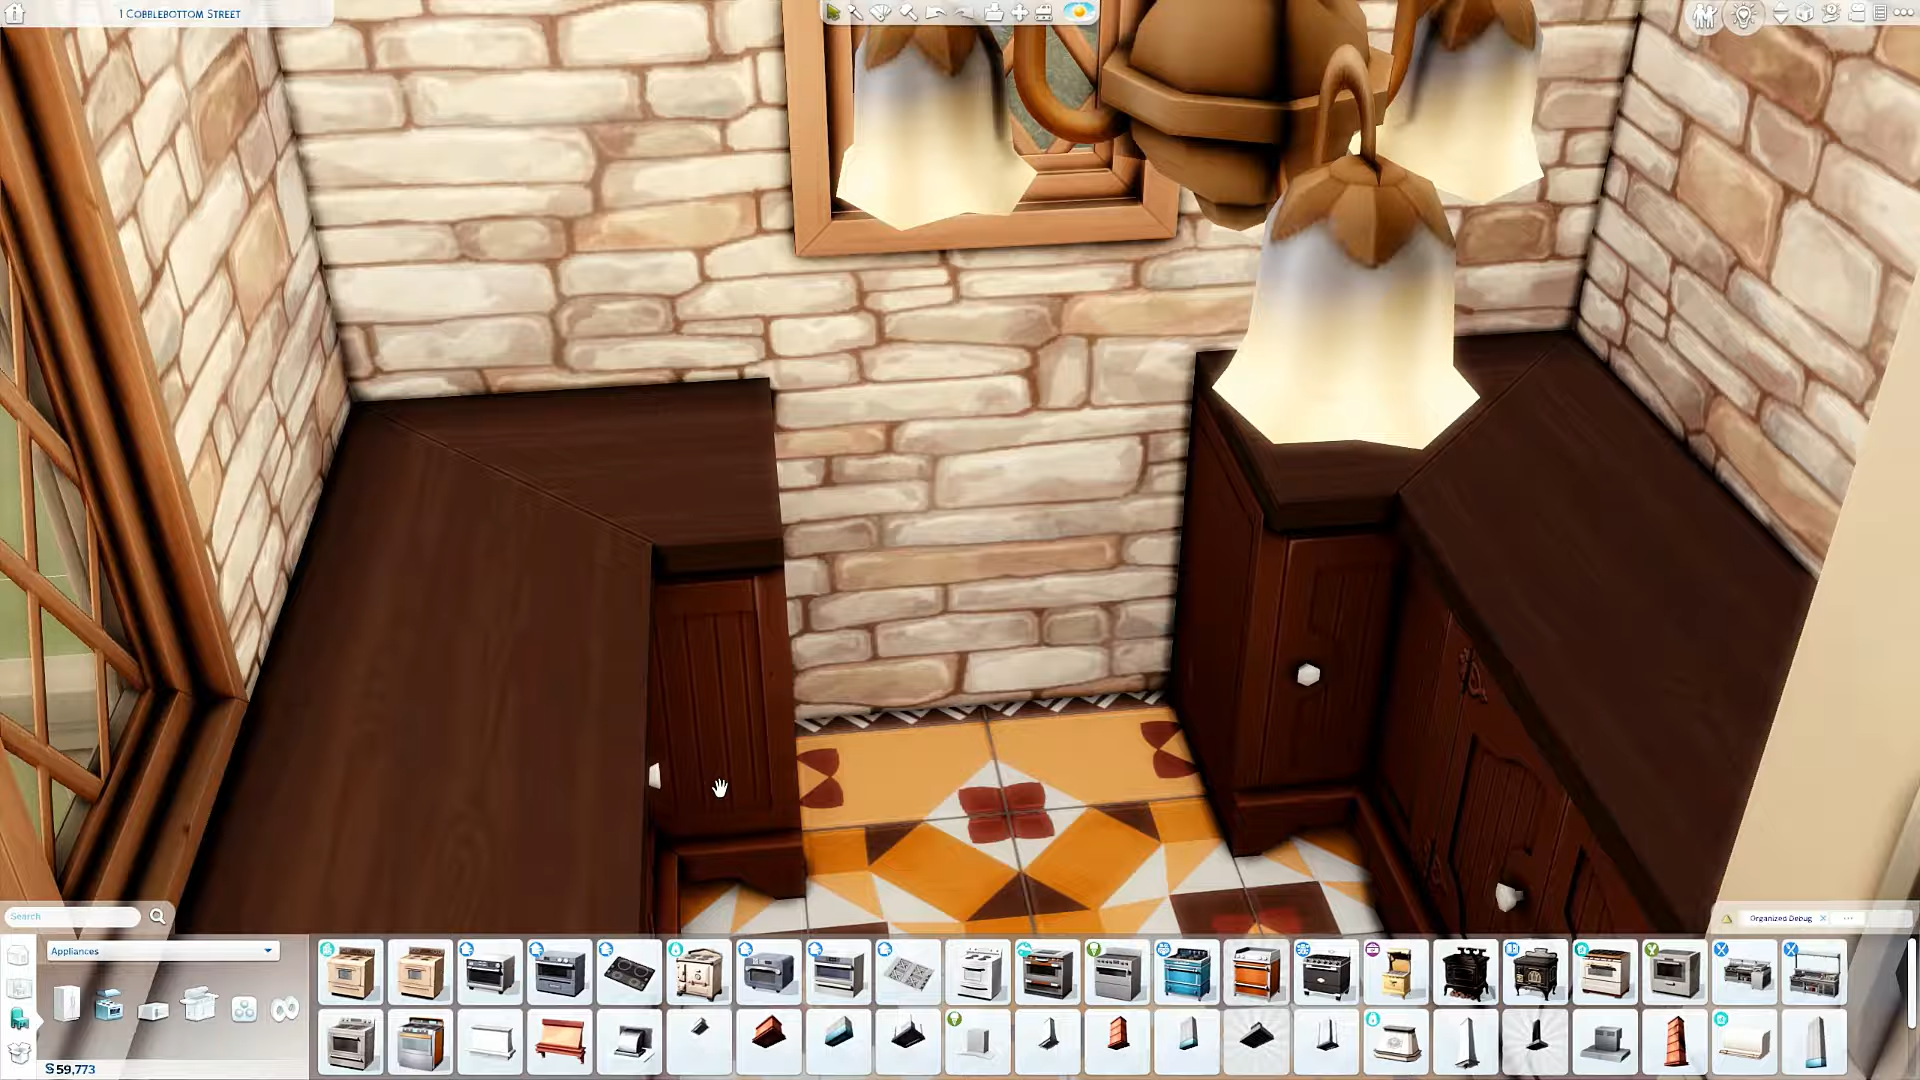 1 COBBLEBOTTOM STREET
Search
Organized Debug
Appliances
§59,773